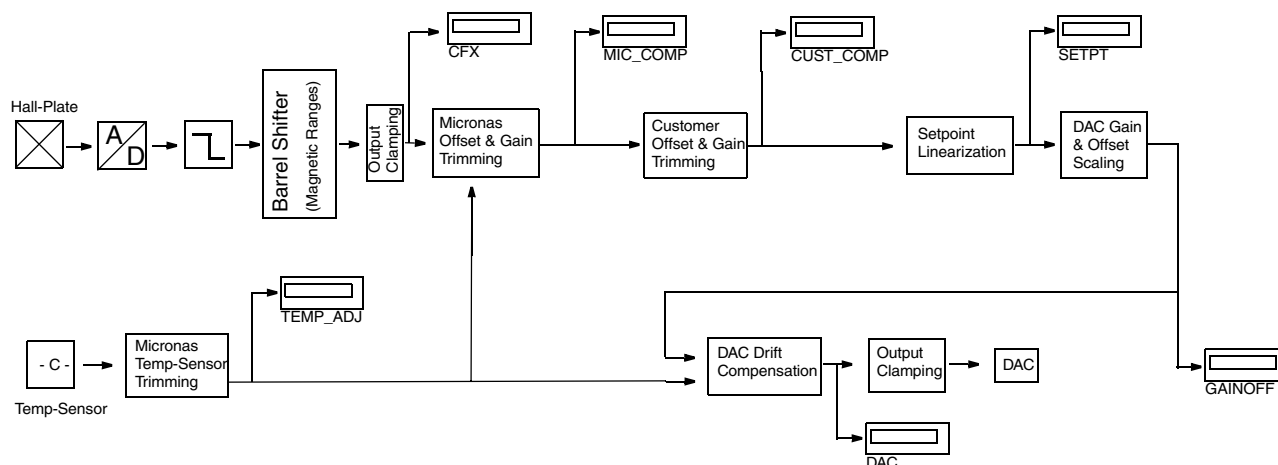 CFX
MIC_COMP
CUST_COMP
SETPT
Hall-Plate
A
D
Barrel Shifter
(Magnetic Ranges)
Output
Clamping
Micronas
Offset & Gain
Trimming
Customer
Offset & Gain
Trimming
Setpoint
Linearization
DAC Gain
& Offset
Scaling
TEMP_ADJ
- C -
Temp-Sensor
Micronas
Temp-Sensor
Trimming
DAC Drift
Compensation
Output
Clamping
DAC
GAINOFF
DAC